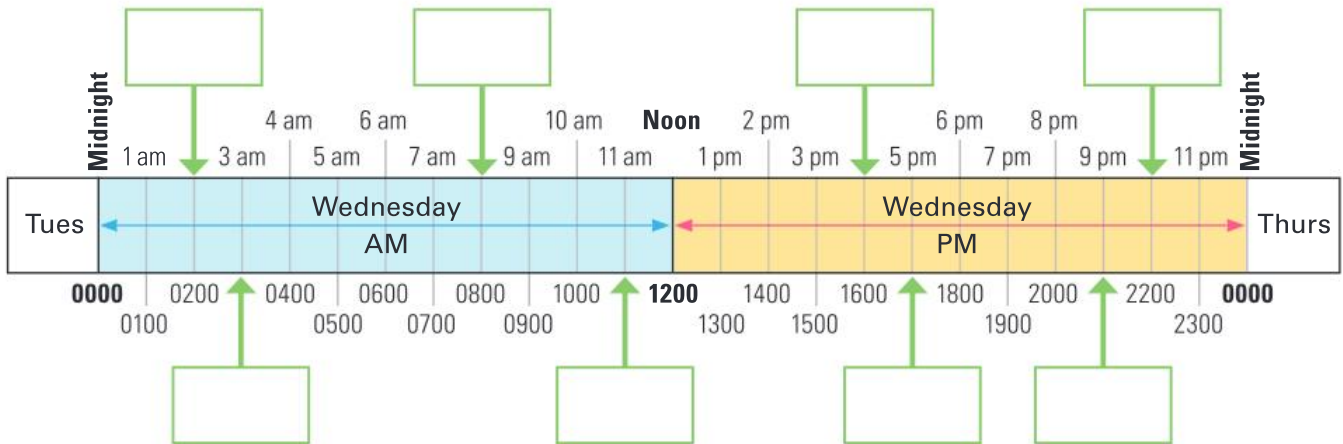 4 am 6 am 10 am Noon 2 pm 6 pm 8 pm
Midnight 1 am 3 am 5 am 7 am 9 am 11 am 1 pm 3 pm 5 pm 7 pm 9 pm 11 pm Midnight
Tues Wednesday Wednesday Thurs
AM PM
0000 0200 0400 0600 0800 1000 1200 1400 1600 1800 2000 2200 0000
0100 0500 0700 0900 1300 1500 1900 2300